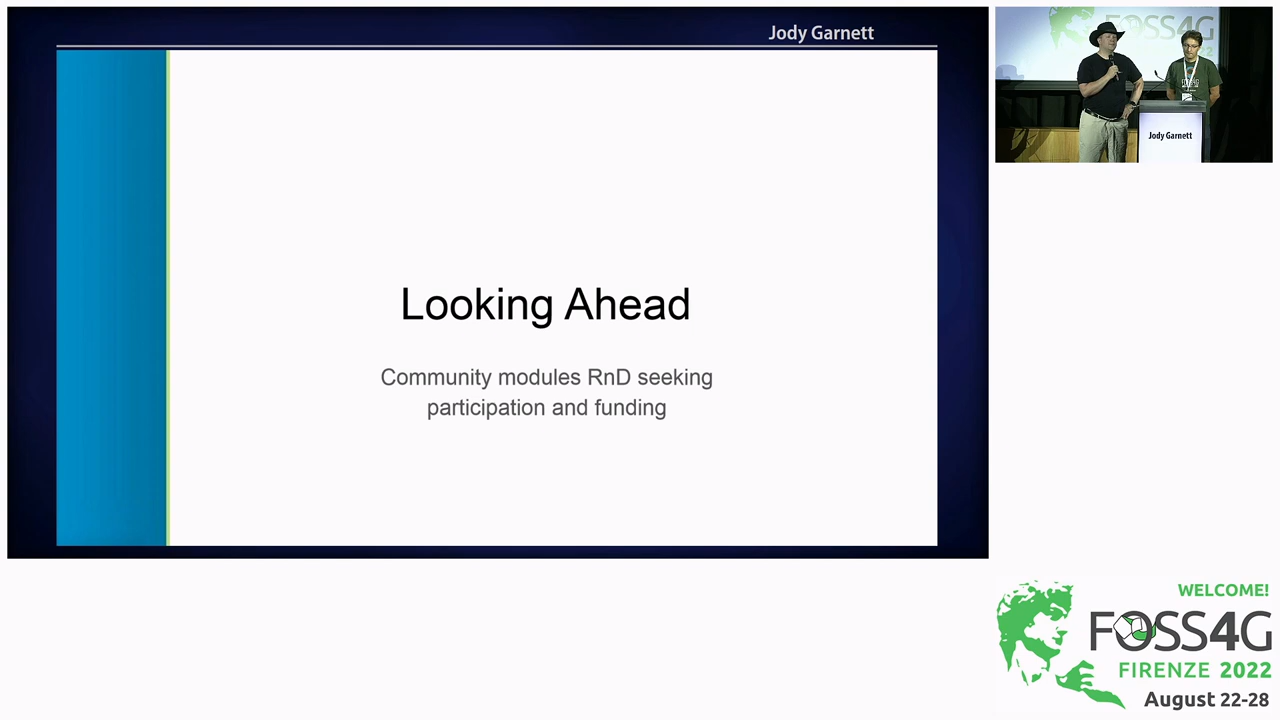 Jody Garnett
Looking Ahead
Community modules RnD seeking
participation and funding
FOSS4G
Jody Garnett
WELCOME!
FOSS4G
FIRENZE 2022
August 22-28